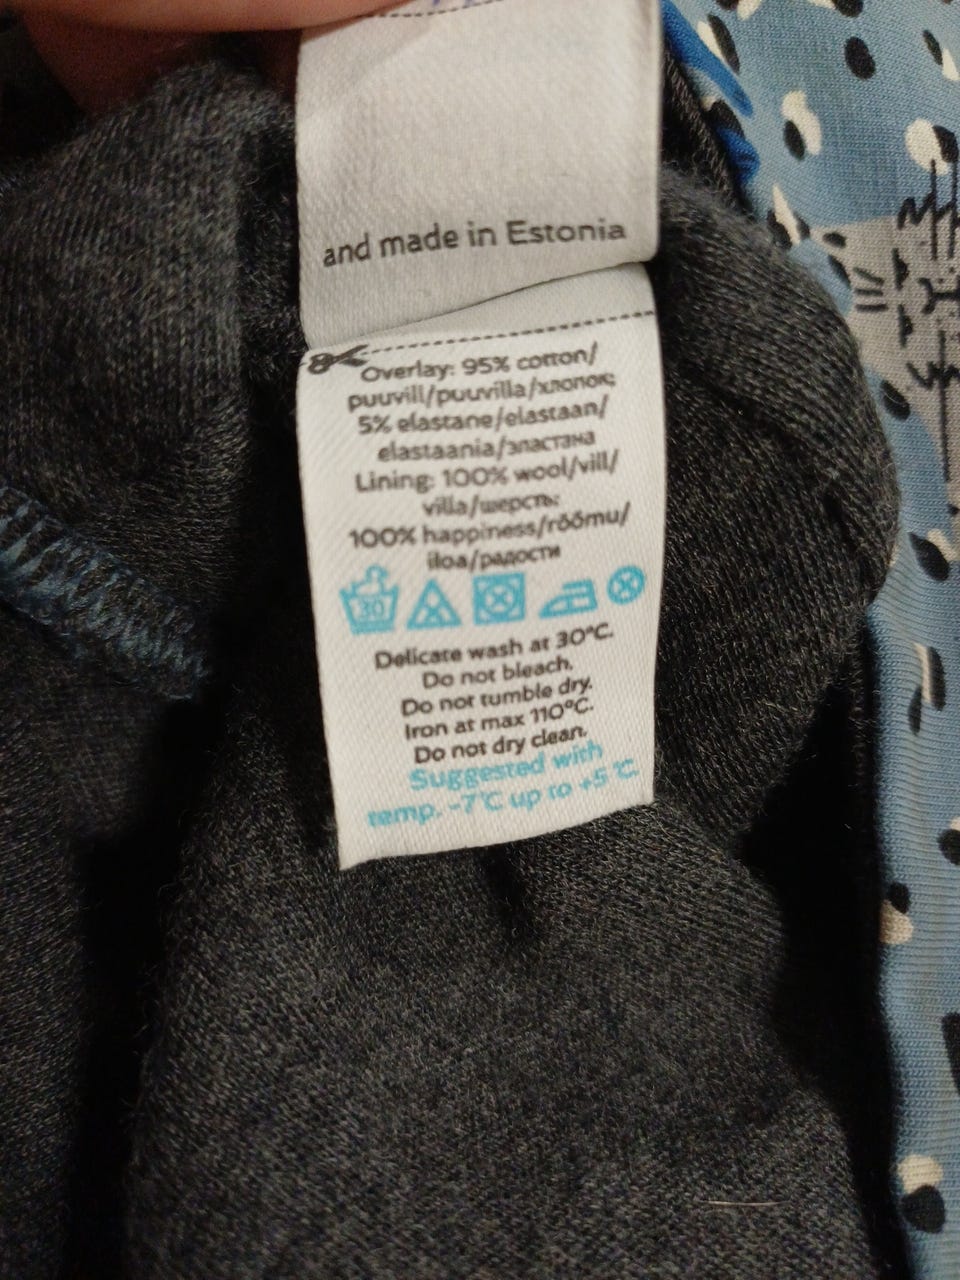 and made in Estonia
Overlay: 95% cotton/
puuvill/puuvilla/хлопок;
5% elastane/elastaan/
elastaania/эластана
Lining: 100% wool/vill/
villa/шерсть;
100% happiness/rõõmu/
iloa/радости
30
Delicate wash at 30°C.
Do not bleach.
Do not tumble dry.
Iron at max 110°C.
Do not dry clean.
Suggested with
temp. -7°C up to +5°C.